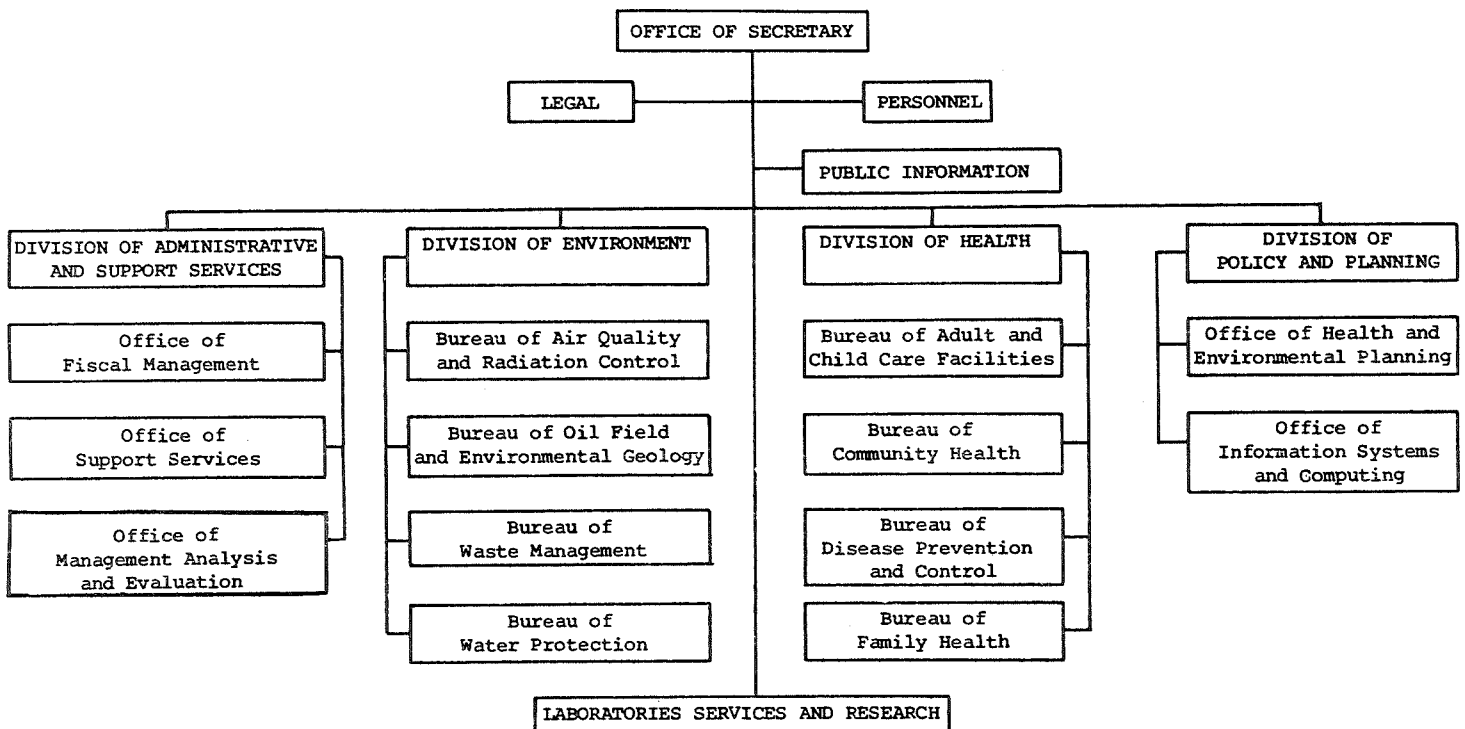 OFFICE OF SECRETARY
LEGAL
PERSONNEL
PUBLIC INFORMATION
DIVISION OF ADMINISTRATIVE
AND SUPPORT SERVICES
Office of
Fiscal Management
Office of
Support Services
Office of
Management Analysis
and Evaluation
DIVISION OF ENVIRONMENT
Bureau of Air Quality
and Radiation Control
Bureau of Oil Field
and Environmental Geology
Bureau of
Waste Management
Bureau of
Water Protection
DIVISION OF HEALTH
Bureau of Adult and
Child Care Facilities
Bureau of
Community Health
Bureau of
Disease Prevention
and Control
Bureau of
Family Health
DIVISION OF
POLICY AND PLANNING
Office of Health and
Environmental Planning
Office of
Information Systems
and Computing
LABORATORIES SERVICES AND RESEARCH